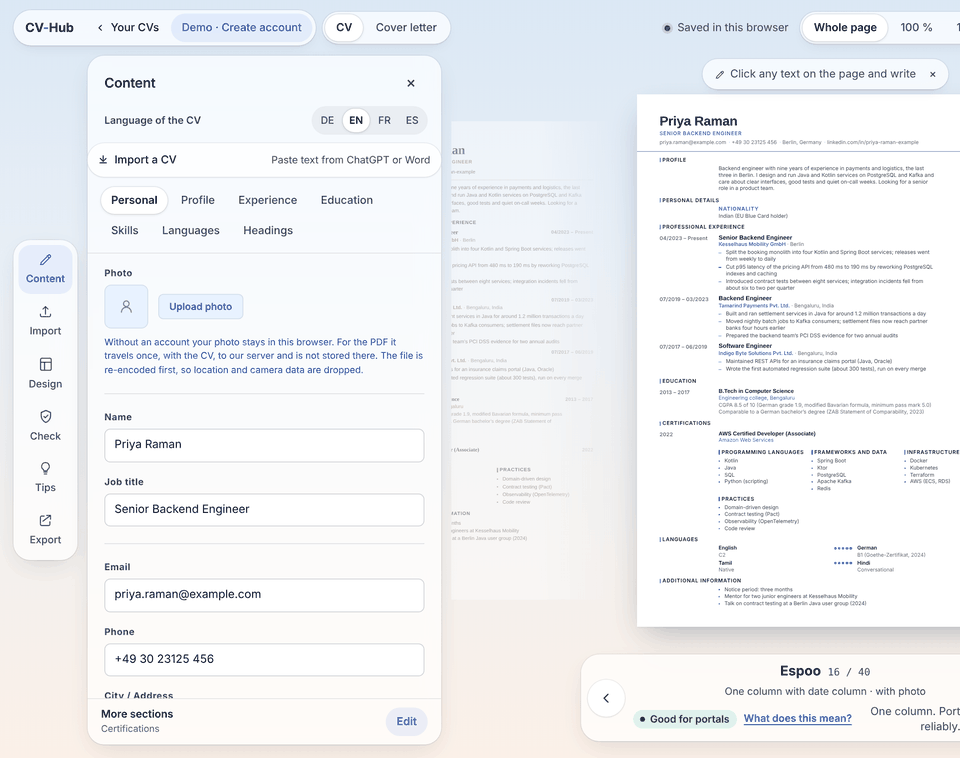 CV-Hub
Your CVs
Demo · Create account
CV
Cover letter
Saved in this browser
Whole page
100 %
Click any text on the page and write
Content
Language of the CV
DE
EN
FR
ES
Import a CV
Paste text from ChatGPT or Word
Personal
Profile
Experience
Education
Skills
Languages
Headings
Content
Import
Design
Check
Tips
Export
Photo
Upload photo
Without an account your photo stays in this browser. For the PDF it
travels once, with the CV, to our server and is not stored there. The file is
re-encoded first, so location and camera data are dropped.
Name
Priya Raman
Job title
Senior Backend Engineer
Email
priya.raman@example.com
Phone
+49 30 23125 456
City / Address
More sections
Certifications
Edit
Priya Raman
SENIOR BACKEND ENGINEER
priya.raman@example.com · +49 30 23125 456 · Berlin, Germany · linkedin.com/in/priya-raman-example
PROFILE
Backend engineer with nine years of experience in payments and logistics, the last
three in Berlin. I design and run Java and Kotlin services on PostgreSQL and Kafka and
care about clear interfaces, good tests and quiet on-call weeks. Looking for a senior
role in a product team
PERSONAL DETAILS
NATIONALITY
Indian (EU Blue Card holder)
PROFESSIONAL EXPERIENCE
04/2023 – Present
Senior Backend Engineer
Kesselhaus Mobility GmbH · Berlin
– Split the booking monolith into four Kotlin and Spring Boot services; releases went
from weekly to daily
– Cut p95 latency of the pricing API from 480 ms to 190 ms by reworking PostgreSQL
indexes and caching
– Introduced contract tests between eight services; integration incidents fell from
about six to two per quarter
07/2019 – 03/2023
Backend Engineer
Tamarind Payments Pvt. Ltd. · Bengaluru, India
– Built and ran settlement services in Java for around 1.2 million transactions a day
– Moved nightly batch jobs to Kafka consumers; settlement files now reach partner
banks four hours earlier
– Prepared the backend team's PCI DSS evidence for two annual audits
07/2017 – 06/2019
Software Engineer
Indigo Byte Solutions Pvt. Ltd. · Bengaluru, India
– Maintained REST APIs for an insurance claims portal (Java, Oracle)
– Wrote the first automated regression suite (about 300 tests), run on every merge
EDUCATION
2013 – 2017
B.Tech in Computer Science
Engineering college, Bengaluru
CGPA 8.5 of 10 (German grade 1.9, modified Bavarian formula, minimum pass mark 5.0)
Comparable to a German bachelor's degree (ZAB Statement of Comparability, 2023)
CERTIFICATIONS
2022
AWS Certified Developer (Associate)
Amazon Web Services
PROGRAMMING LANGUAGES
• Kotlin
• Java
• SQL
• Python (scripting)
FRAMEWORKS AND DATA
• Spring Boot
• Ktor
• PostgreSQL
• Apache Kafka
• Redis
INFRASTRUCTURE
• Docker
• Kubernetes
• Terraform
• AWS (ECS, RDS)
PRACTICES
• Domain-driven design
• Contract testing (Pact)
• Observability (OpenTelemetry)
• Code review
LANGUAGES
English
C2
German
B1 (Goethe-Zertifikat, 2024)
Tamil
Native
Hindi
Conversational
ADDITIONAL INFORMATION
• Notice period: three months
• Mentor for two junior engineers at Kesselhaus Mobility
• Talk on contract testing at a Berlin Java user group (2024)
Espoo 16 / 40
One column with date column · with photo
Good for portals
What does this mean?
One column. Port
reliably.